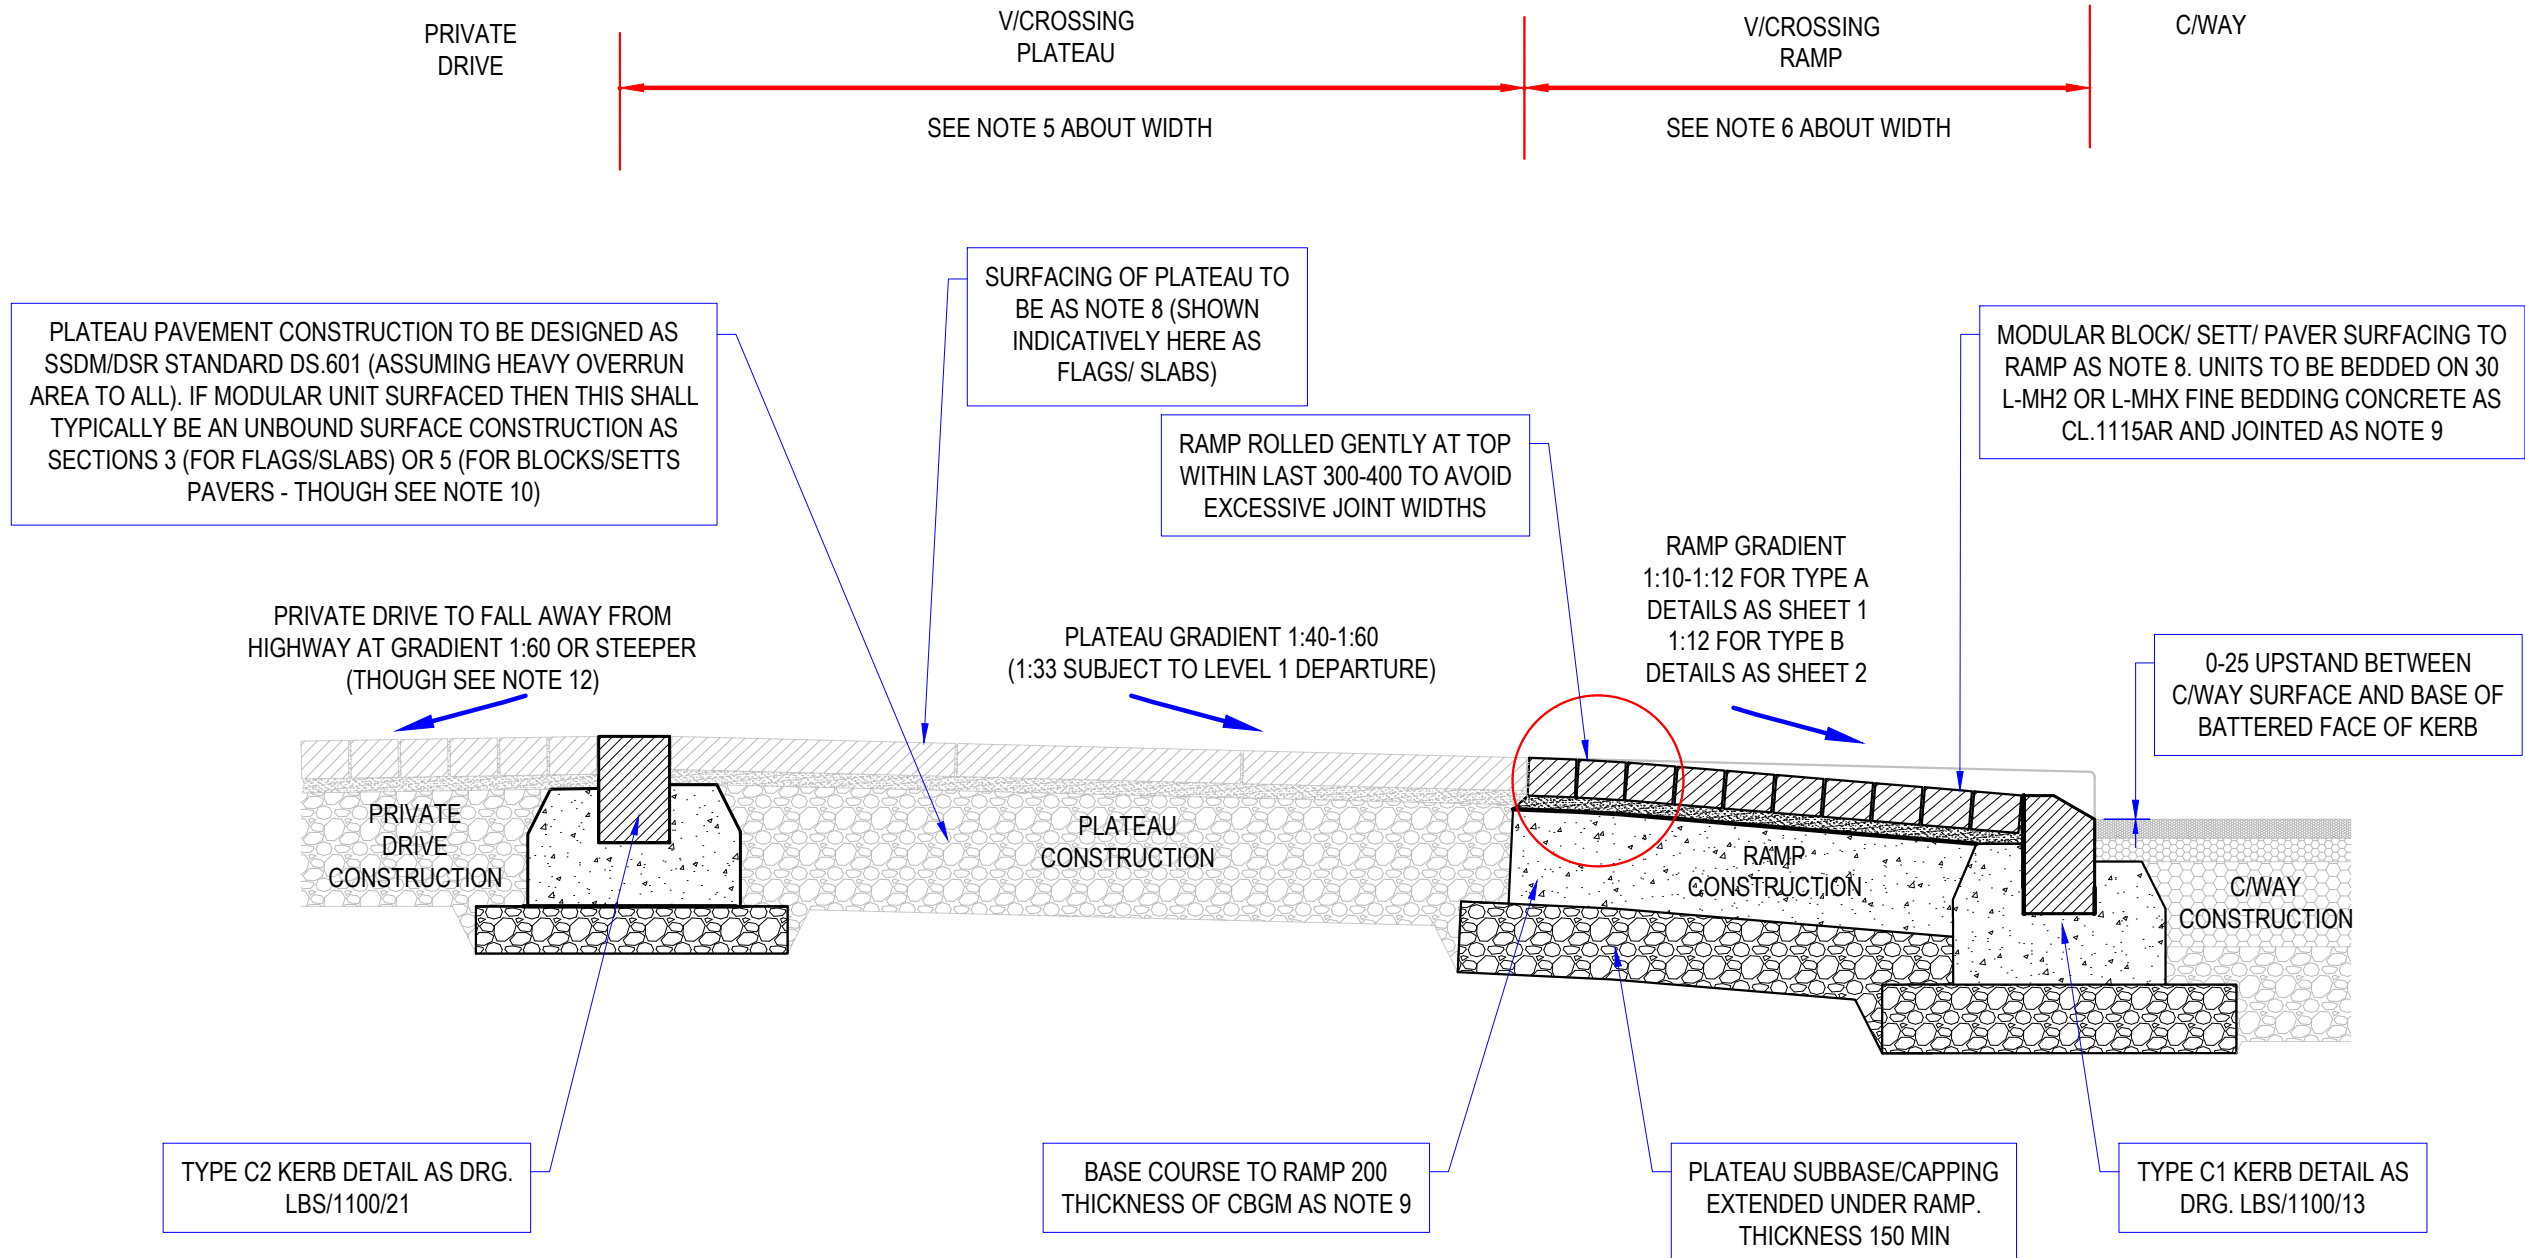 PRIVATE
DRIVE
V/CROSSING
PLATEAU
V/CROSSING
RAMP
C/WAY
SEE NOTE 5 ABOUT WIDTH
SEE NOTE 6 ABOUT WIDTH
PLATEAU PAVEMENT CONSTRUCTION TO BE DESIGNED AS
SSDM/DSR STANDARD DS.601 (ASSUMING HEAVY OVERRUN
AREA TO ALL). IF MODULAR UNIT SURFACED THEN THIS SHALL
TYPICALLY BE AN UNBOUND SURFACE CONSTRUCTION AS
SECTIONS 3 (FOR FLAGS/SLABS) OR 5 (FOR BLOCKS/SETTS
PAVERS - THOUGH SEE NOTE 10)
SURFACING OF PLATEAU TO
BE AS NOTE 8 (SHOWN
INDICATIVELY HERE AS
FLAGS/ SLABS)
RAMP ROLLED GENTLY AT TOP
WITHIN LAST 300-400 TO AVOID
EXCESSIVE JOINT WIDTHS
MODULAR BLOCK/ SETT/ PAVER SURFACING TO
RAMP AS NOTE 8. UNITS TO BE BEDDED ON 30
L-MH2 OR L-MHX FINE BEDDING CONCRETE AS
CL.1115AR AND JOINTED AS NOTE 9
PRIVATE DRIVE TO FALL AWAY FROM
HIGHWAY AT GRADIENT 1:60 OR STEEPER
(THOUGH SEE NOTE 12)
PLATEAU GRADIENT 1:40-1:60
(1:33 SUBJECT TO LEVEL 1 DEPARTURE)
RAMP GRADIENT
1:10-1:12 FOR TYPE A
DETAILS AS SHEET 1
1:12 FOR TYPE B
DETAILS AS SHEET 2
0-25 UPSTAND BETWEEN
C/WAY SURFACE AND BASE OF
BATTERED FACE OF KERB
PRIVATE
DRIVE
CONSTRUCTION
PLATEAU
CONSTRUCTION
RAMP
CONSTRUCTION
C/WAY
CONSTRUCTION
TYPE C2 KERB DETAIL AS DRG.
LBS/1100/21
BASE COURSE TO RAMP 200
THICKNESS OF CBGM AS NOTE 9
PLATEAU SUBBASE/CAPPING
EXTENDED UNDER RAMP.
THICKNESS 150 MIN
TYPE C1 KERB DETAIL AS
DRG. LBS/1100/13